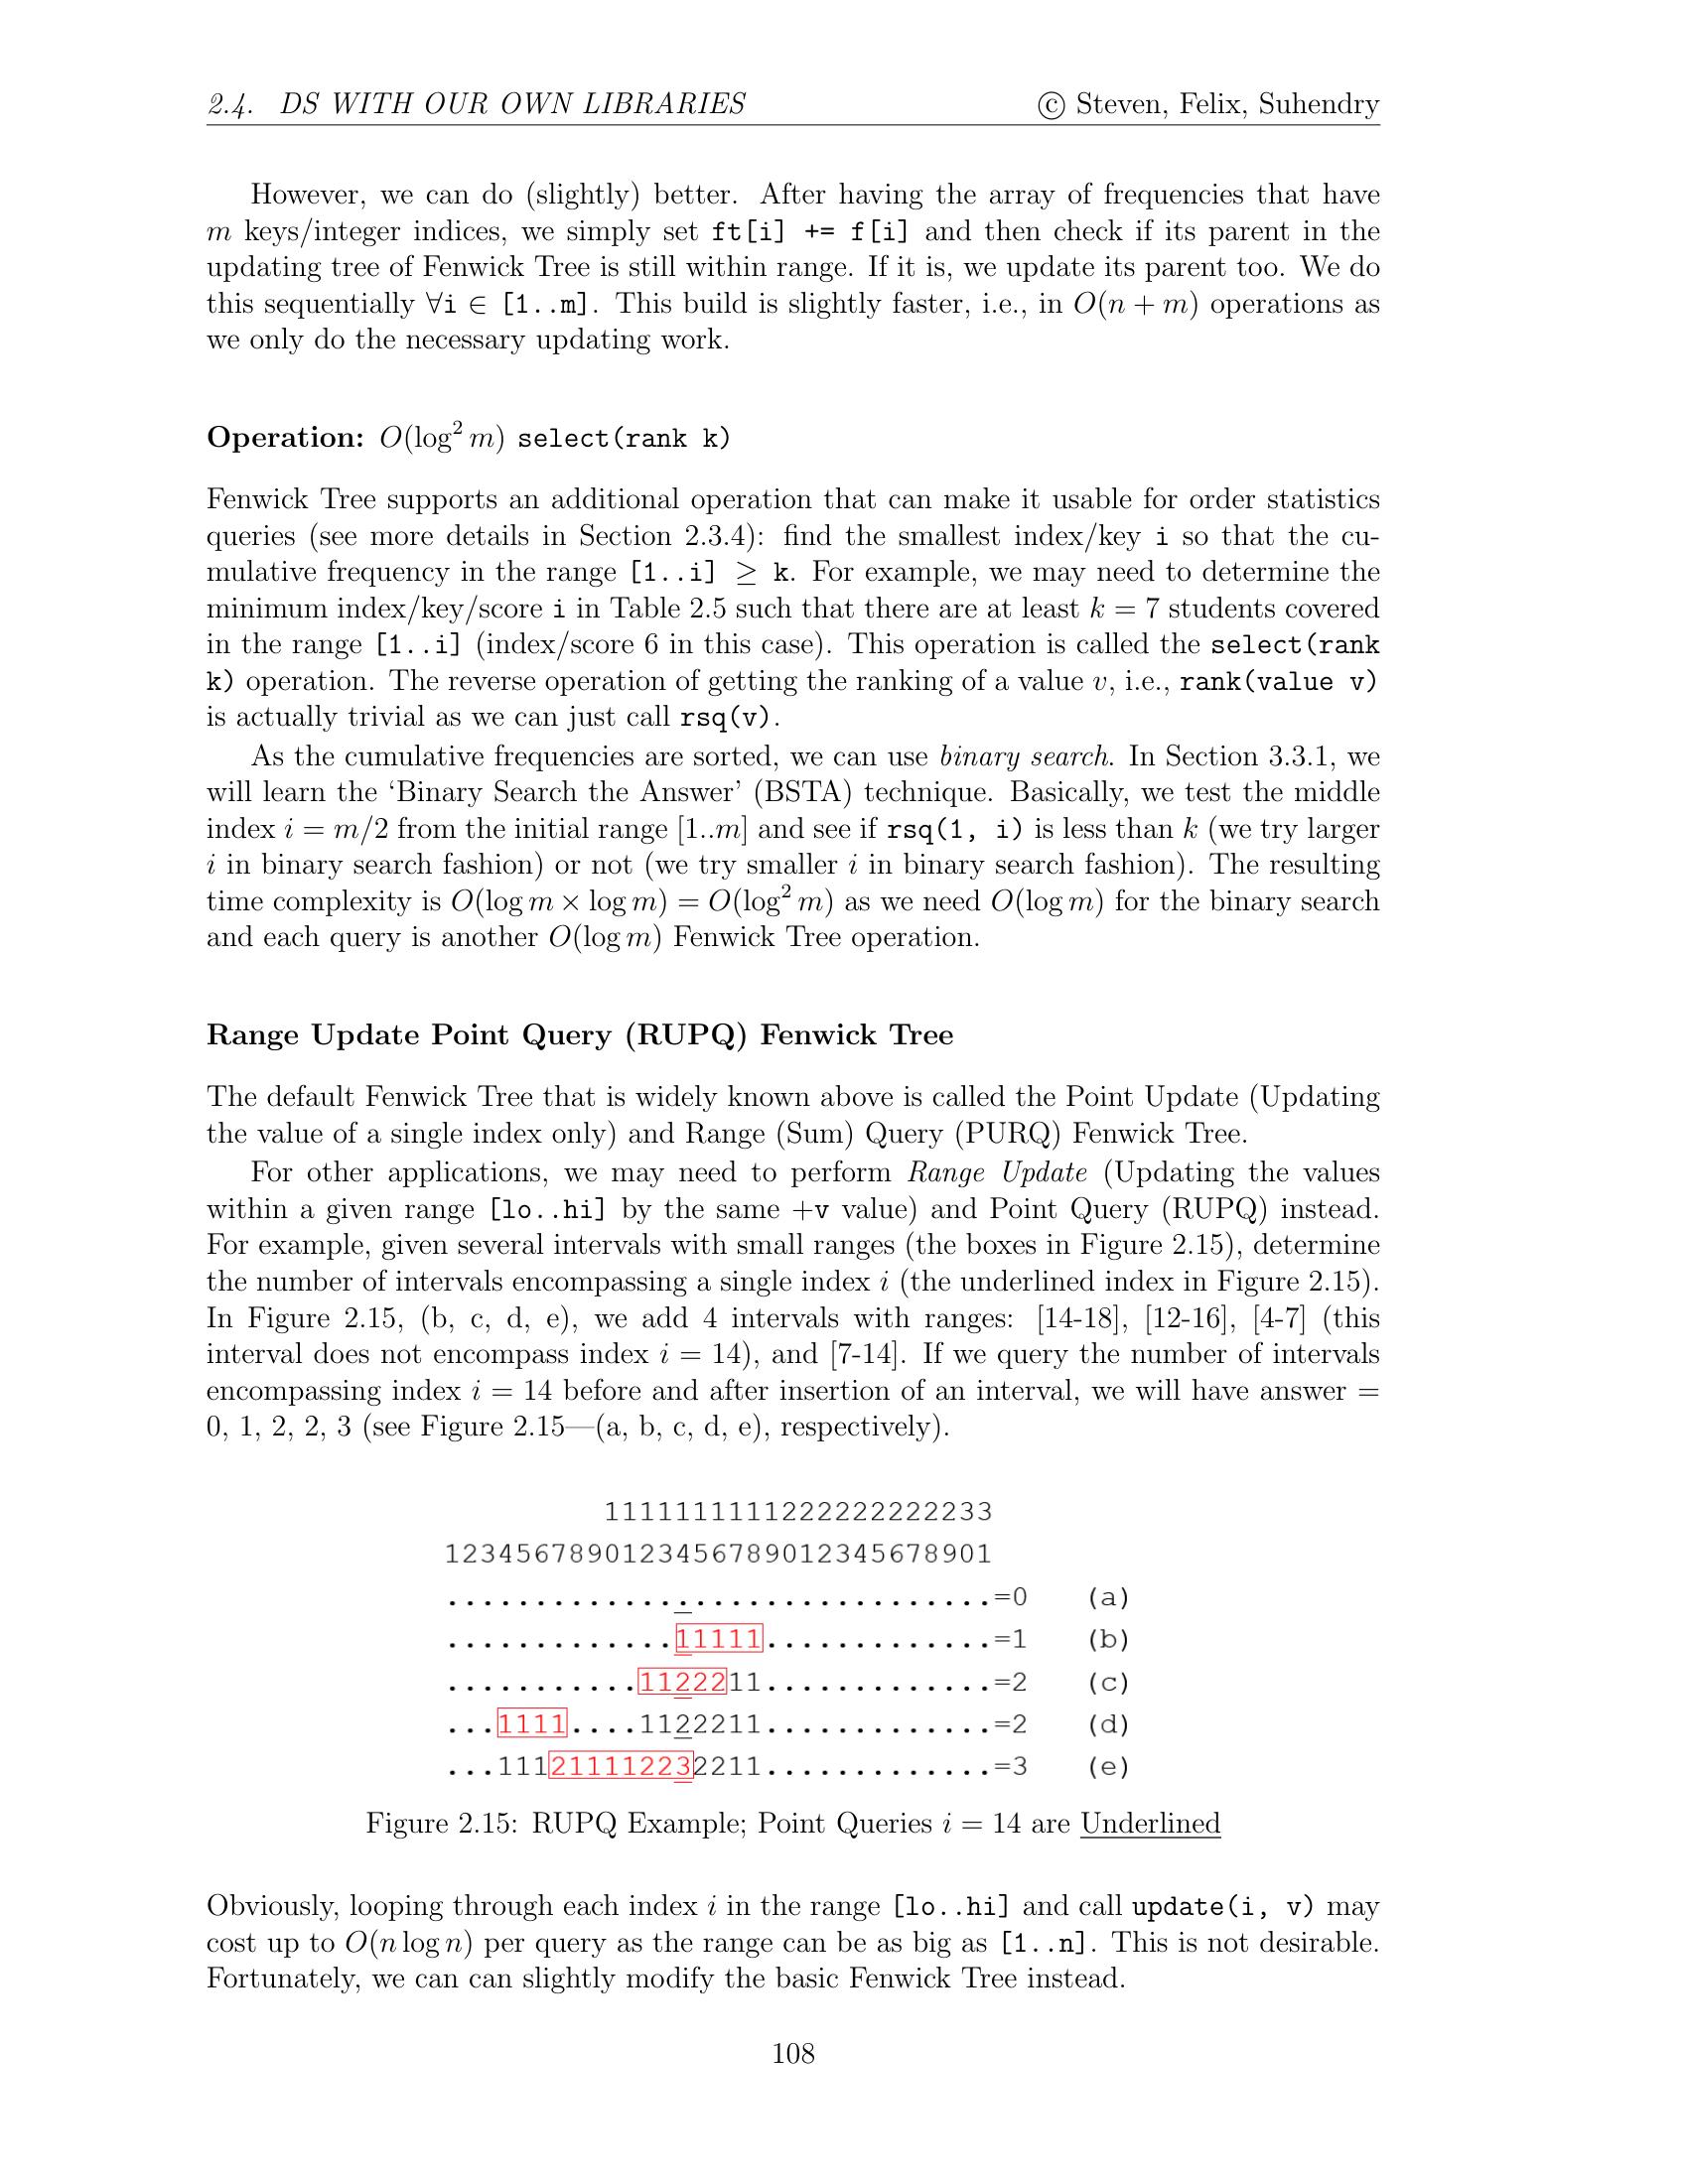 2.4. DS WITH OUR OWN LIBRARIES © Steven, Felix, Suhendry
However, we can do (slightly) better. After having the array of frequencies that have
m keys/integer indices, we simply set ft[i] += f[i] and then check if its parent in the
updating tree of Fenwick Tree is still within range. If it is, we update its parent too. We do
this sequentially ∀i ∈ [1..m]. This build is slightly faster, i.e., in O(n + m) operations as
we only do the necessary updating work.
Operation: O(log² m) select(rank k)
Fenwick Tree supports an additional operation that can make it usable for order statistics
queries (see more details in Section 2.3.4): find the smallest index/key i so that the cu-
mulative frequency in the range [1..i] ≥ k. For example, we may need to determine the
minimum index/key/score i in Table 2.5 such that there are at least k = 7 students covered
in the range [1..i] (index/score 6 in this case). This operation is called the select(rank
k) operation. The reverse operation of getting the ranking of a value v, i.e., rank(value v)
is actually trivial as we can just call rsq(v).
As the cumulative frequencies are sorted, we can use binary search. In Section 3.3.1, we
will learn the ‘Binary Search the Answer’ (BSTA) technique. Basically, we test the middle
index i = m/2 from the initial range [1..m] and see if rsq(1, i) is less than k (we try larger
i in binary search fashion) or not (we try smaller i in binary search fashion). The resulting
time complexity is O(log m × log m) = O(log² m) as we need O(log m) for the binary search
and each query is another O(log m) Fenwick Tree operation.
Range Update Point Query (RUPQ) Fenwick Tree
The default Fenwick Tree that is widely known above is called the Point Update (Updating
the value of a single index only) and Range (Sum) Query (PURQ) Fenwick Tree.
For other applications, we may need to perform Range Update (Updating the values
within a given range [lo..hi] by the same +v value) and Point Query (RUPQ) instead.
For example, given several intervals with small ranges (the boxes in Figure 2.15), determine
the number of intervals encompassing a single index i (the underlined index in Figure 2.15).
In Figure 2.15, (b, c, d, e), we add 4 intervals with ranges: [14-18], [12-16], [4-7] (this
interval does not encompass index i = 14), and [7-14]. If we query the number of intervals
encompassing index i = 14 before and after insertion of an interval, we will have answer =
0, 1, 2, 2, 3 (see Figure 2.15—(a, b, c, d, e), respectively).
1111111111222222222233
1234567890123456789012345678901
...............................=0 (a)
.............11111.............=1 (b)
...........1122211.............=2 (c)
...1111....1122211.............=2 (d)
...111211112232211.............=3 (e)
Figure 2.15: RUPQ Example; Point Queries i = 14 are Underlined
Obviously, looping through each index i in the range [lo..hi] and call update(i, v) may
cost up to O(n log n) per query as the range can be as big as [1..n]. This is not desirable.
Fortunately, we can can slightly modify the basic Fenwick Tree instead.
108